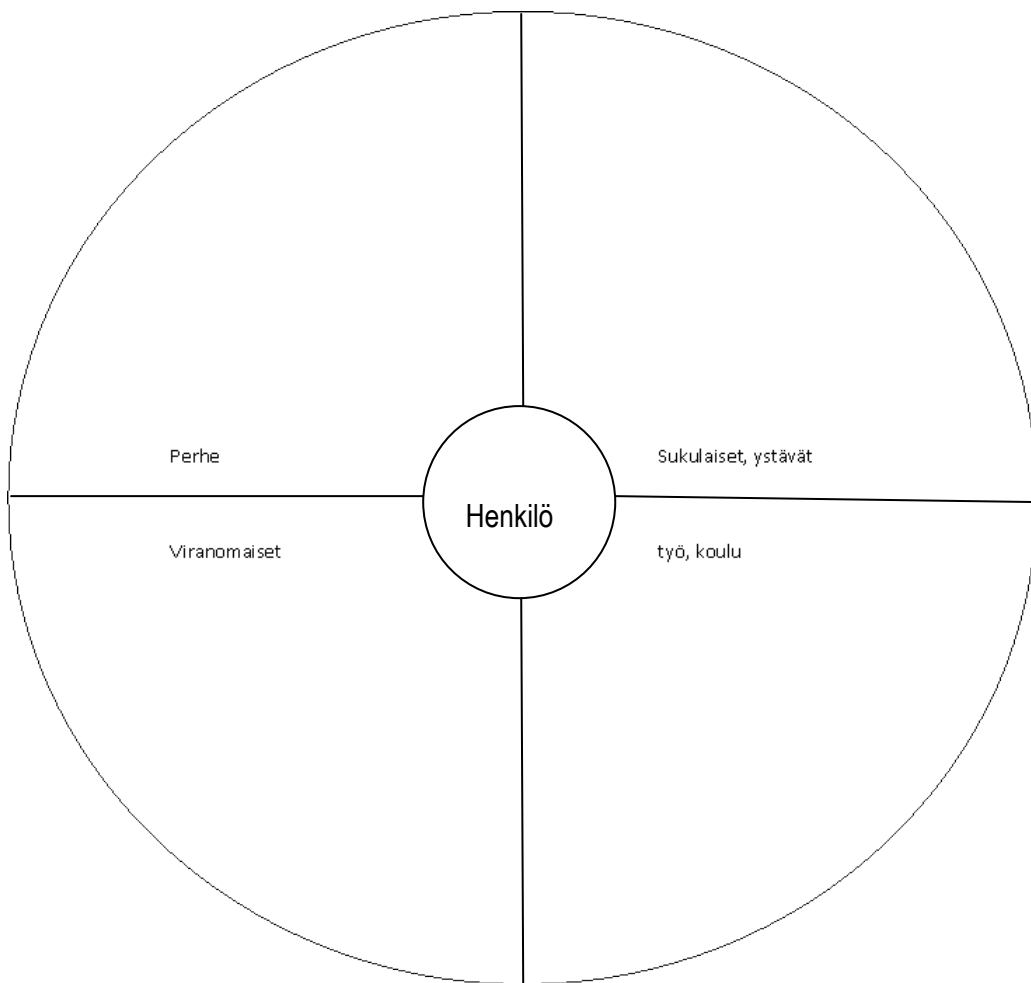 Perhe
Sukulaiset, ystävät
Henkilö
Viranomaiset
työ, koulu